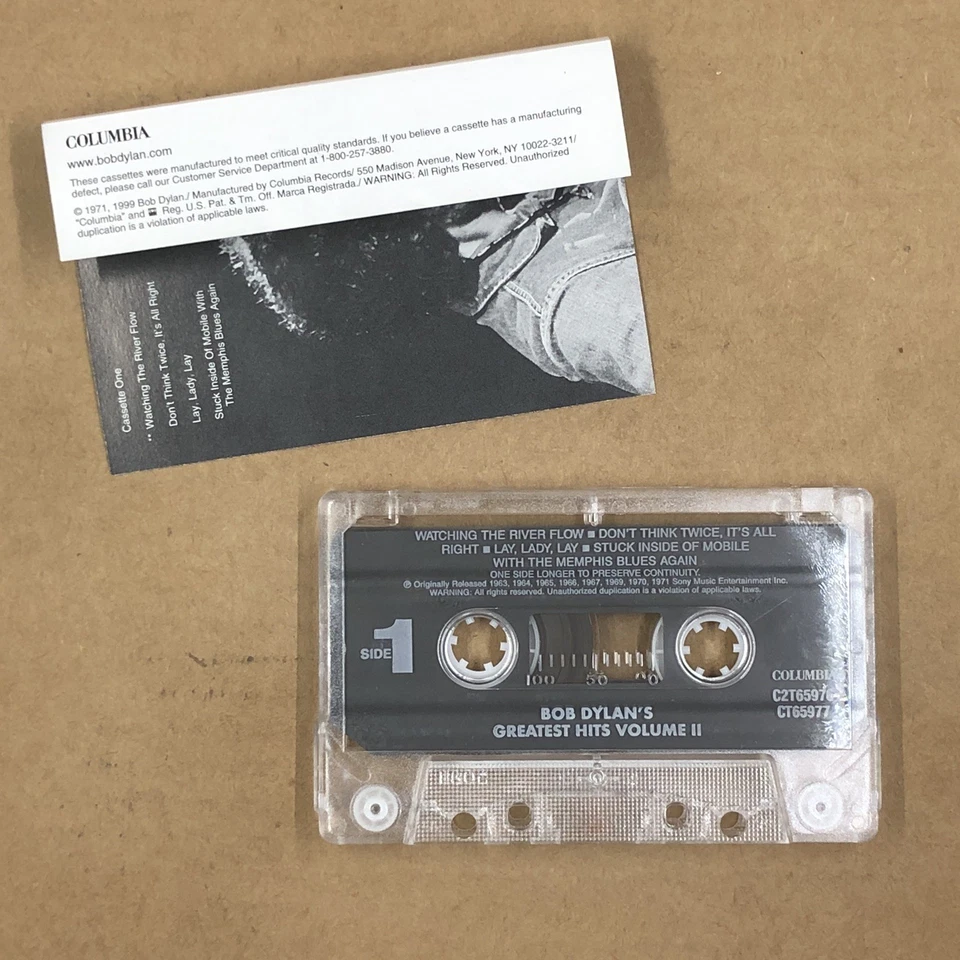 COLUMBIA
www.bobdylan.com
These cassettes were manufactured to meet critical quality standards. If you believe a cassette has a manufacturing
defect, please call our Customer Service Department at 1-800-257-3880.
© 1971, 1999 Bob Dylan./ Manufactured by Columbia Records/ 550 Madison Avenue, New York, NY 10022-3211/
"Columbia" and Reg. U.S. Pat. & Tm. Off. Marca Registrada./ WARNING: All Rights Reserved. Unauthorized
duplication is a violation of applicable laws.
Cassette One
** Watching The River Flow
Don't Think Twice, It's All Right
Lay, Lady, Lay
Stuck Inside Of Mobile With
The Memphis Blues Again
WATCHING THE RIVER FLOW ■ DON'T THINK TWICE, IT'S ALL
RIGHT ■ LAY, LADY, LAY ■ STUCK INSIDE OF MOBILE
WITH THE MEMPHIS BLUES AGAIN
ONE SIDE LONGER TO PRESERVE CONTINUITY.
℗ Originally Released 1963, 1964, 1965, 1966, 1967, 1969, 1970, 1971 Sony Music Entertainment Inc.
WARNING: All rights reserved. Unauthorized duplication is a violation of applicable laws.
SIDE 1
100 50 0
COLUMBIA
C2T65976
CT65977
BOB DYLAN'S
GREATEST HITS VOLUME II